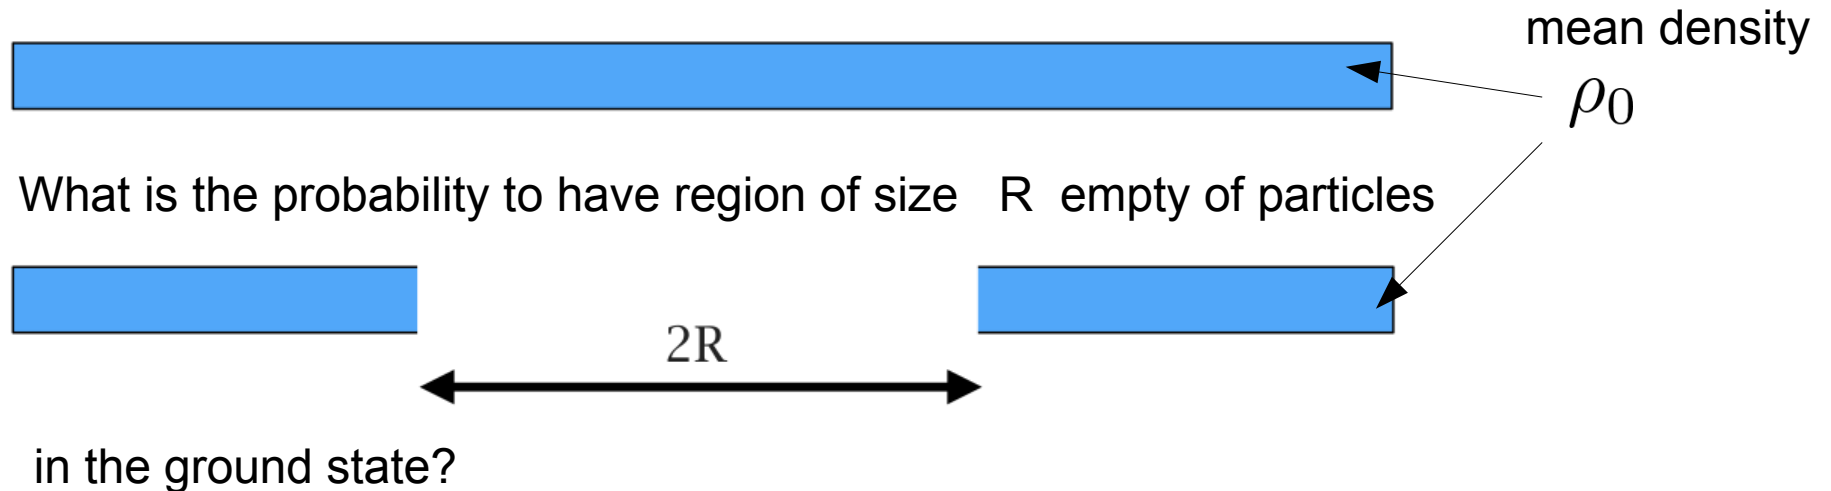 mean density
ρ₀
What is the probability to have region of size R empty of particles
2R
in the ground state?